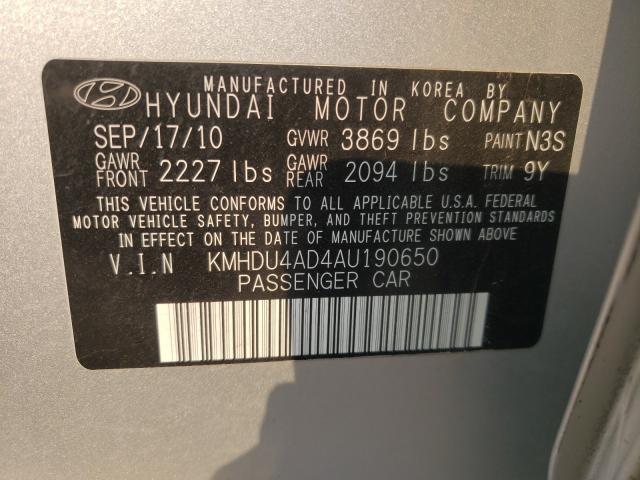 MANUFACTURED IN KOREA BY
HYUNDAI MOTOR COMPANY
SEP/17/10 GVWR 3869 lbs PAINT N3S
GAWR FRONT 2227 lbs GAWR REAR 2094 lbs TRIM 9Y
THIS VEHICLE CONFORMS TO ALL APPLICABLE U.S.A. FEDERAL
MOTOR VEHICLE SAFETY, BUMPER, AND THEFT PREVENTION STANDARDS
IN EFFECT ON THE DATE OF MANUFACTURE SHOWN ABOVE.
V.I.N KMHDU4AD4AU190650
PASSENGER CAR